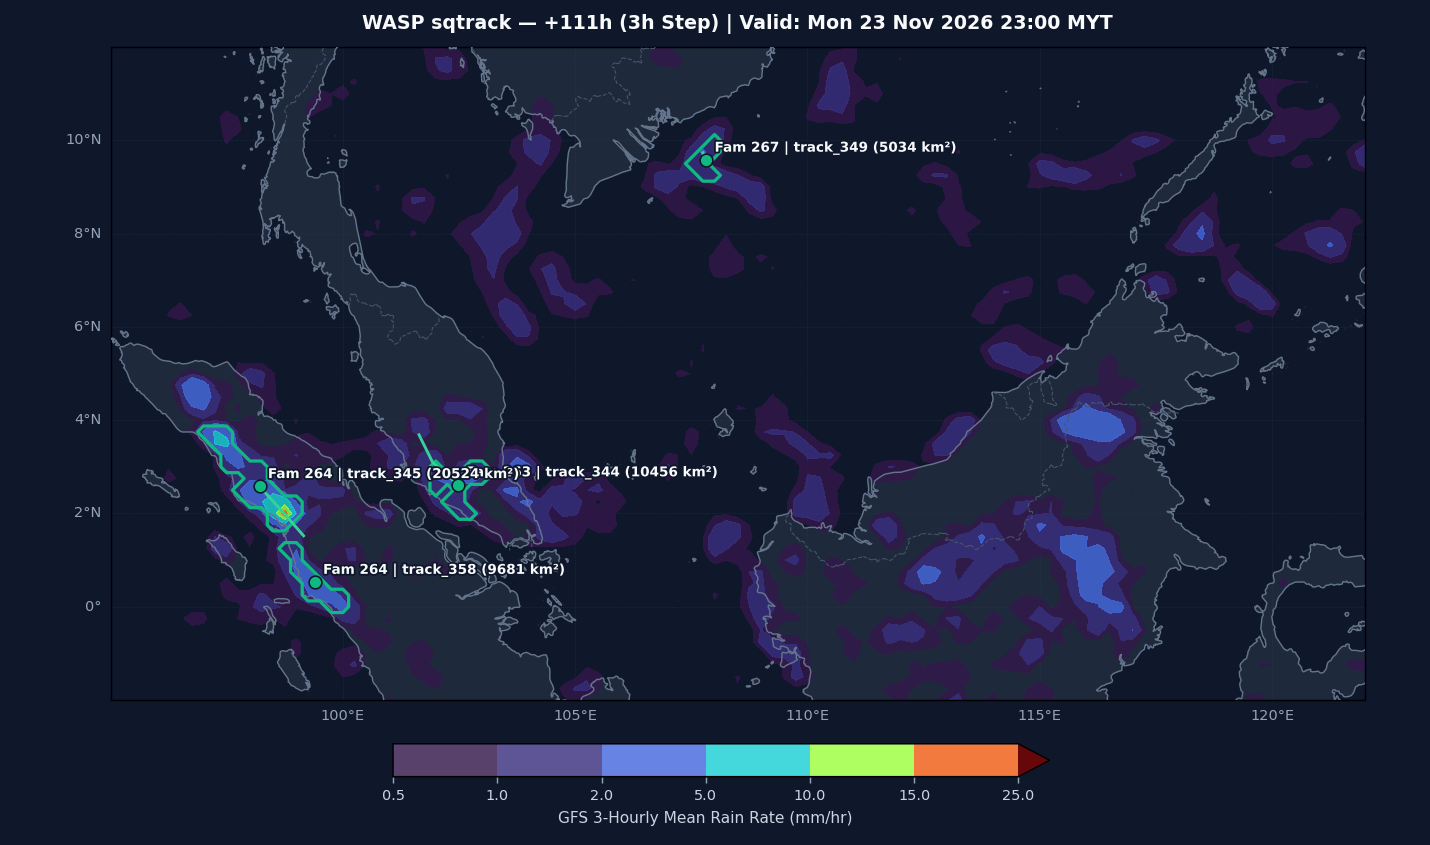 WASP sqtrack — +111h (3h Step) | Valid: Mon 23 Nov 2026 23:00 MYT
10°N
Fam 267 | track_349 (5034 km²)
8°N
6°N
4°N
Fam 264 | track_345 (20524 km²)
3 | track_344 (10456 km²)
2°N
Fam 264 | track_358 (9681 km²)
0°
100°E 105°E 110°E 115°E 120°E
0.5 1.0 2.0 5.0 10.0 15.0 25.0
GFS 3-Hourly Mean Rain Rate (mm/hr)